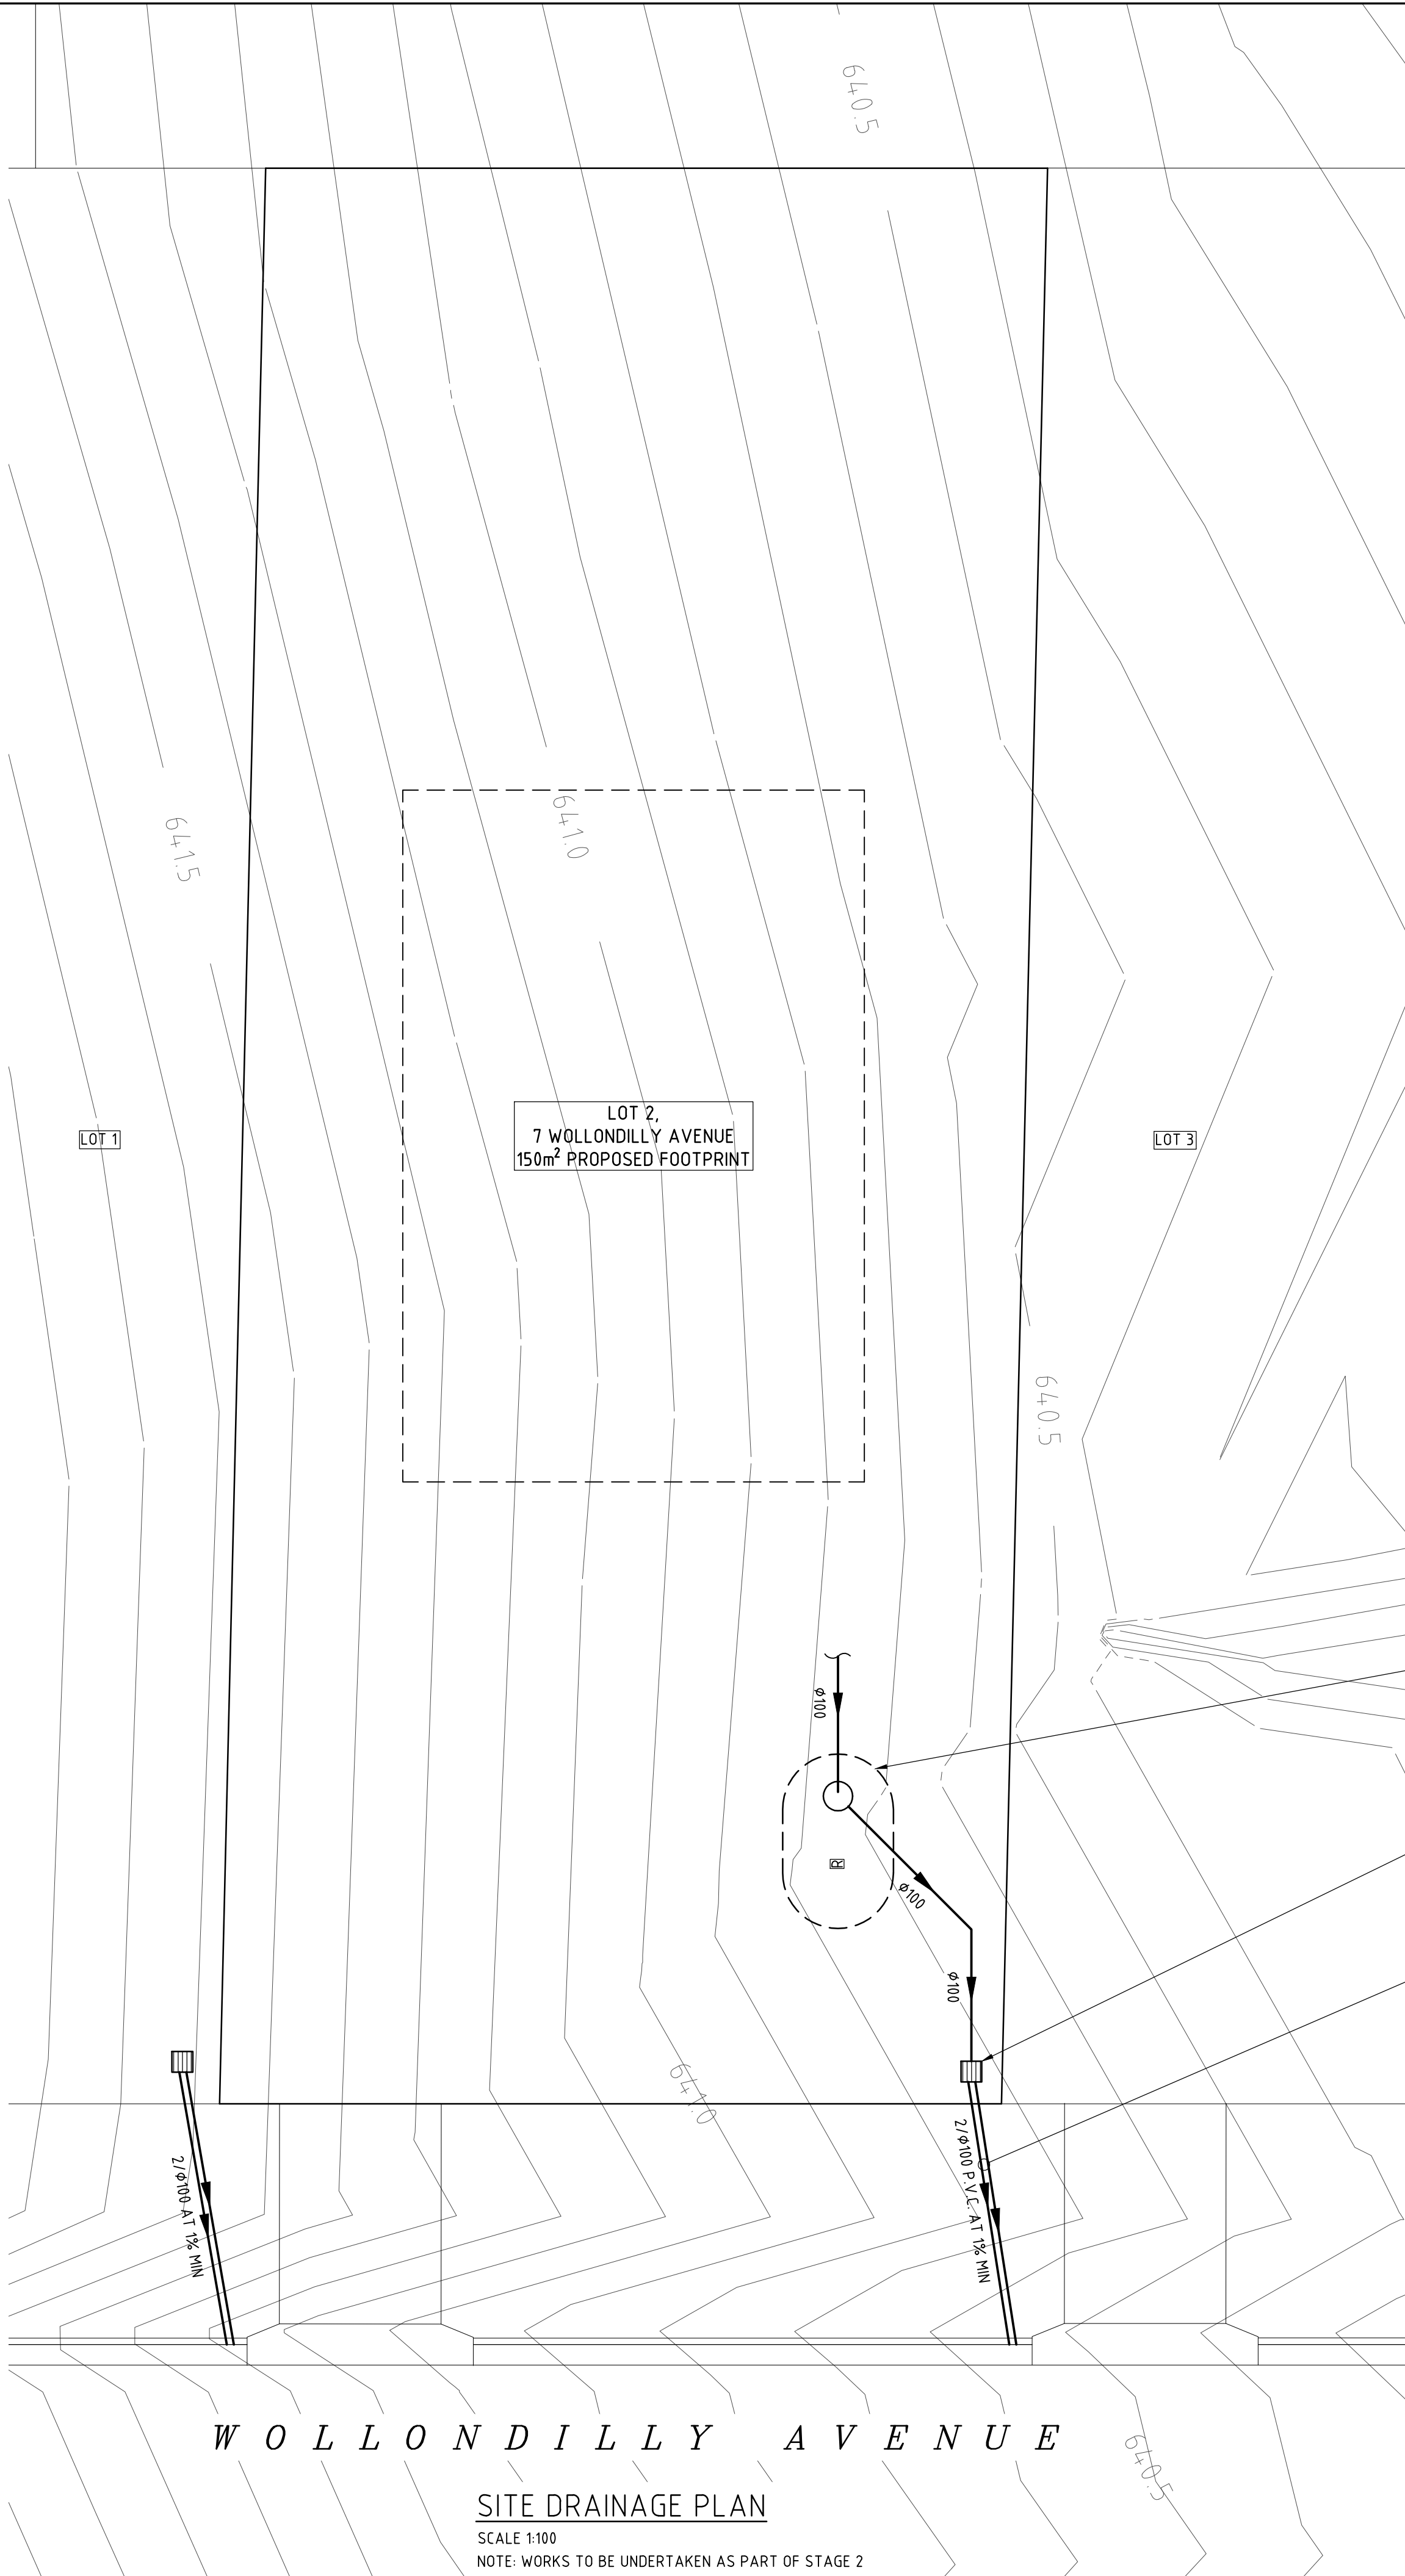 640.5
641.5
641.0
LOT 1
LOT 2,
7 WOLLONDILLY AVENUE
150m² PROPOSED FOOTPRINT
LOT 3
640.5
Ø100
R
Ø100
Ø100
641.0
2/Ø100 AT 1% MIN
2/Ø100 P.V.C. AT 1% MIN
WOLLONDILLY AVENUE
640.5
SITE DRAINAGE PLAN
SCALE 1:100
NOTE: WORKS TO BE UNDERTAKEN AS PART OF STAGE 2